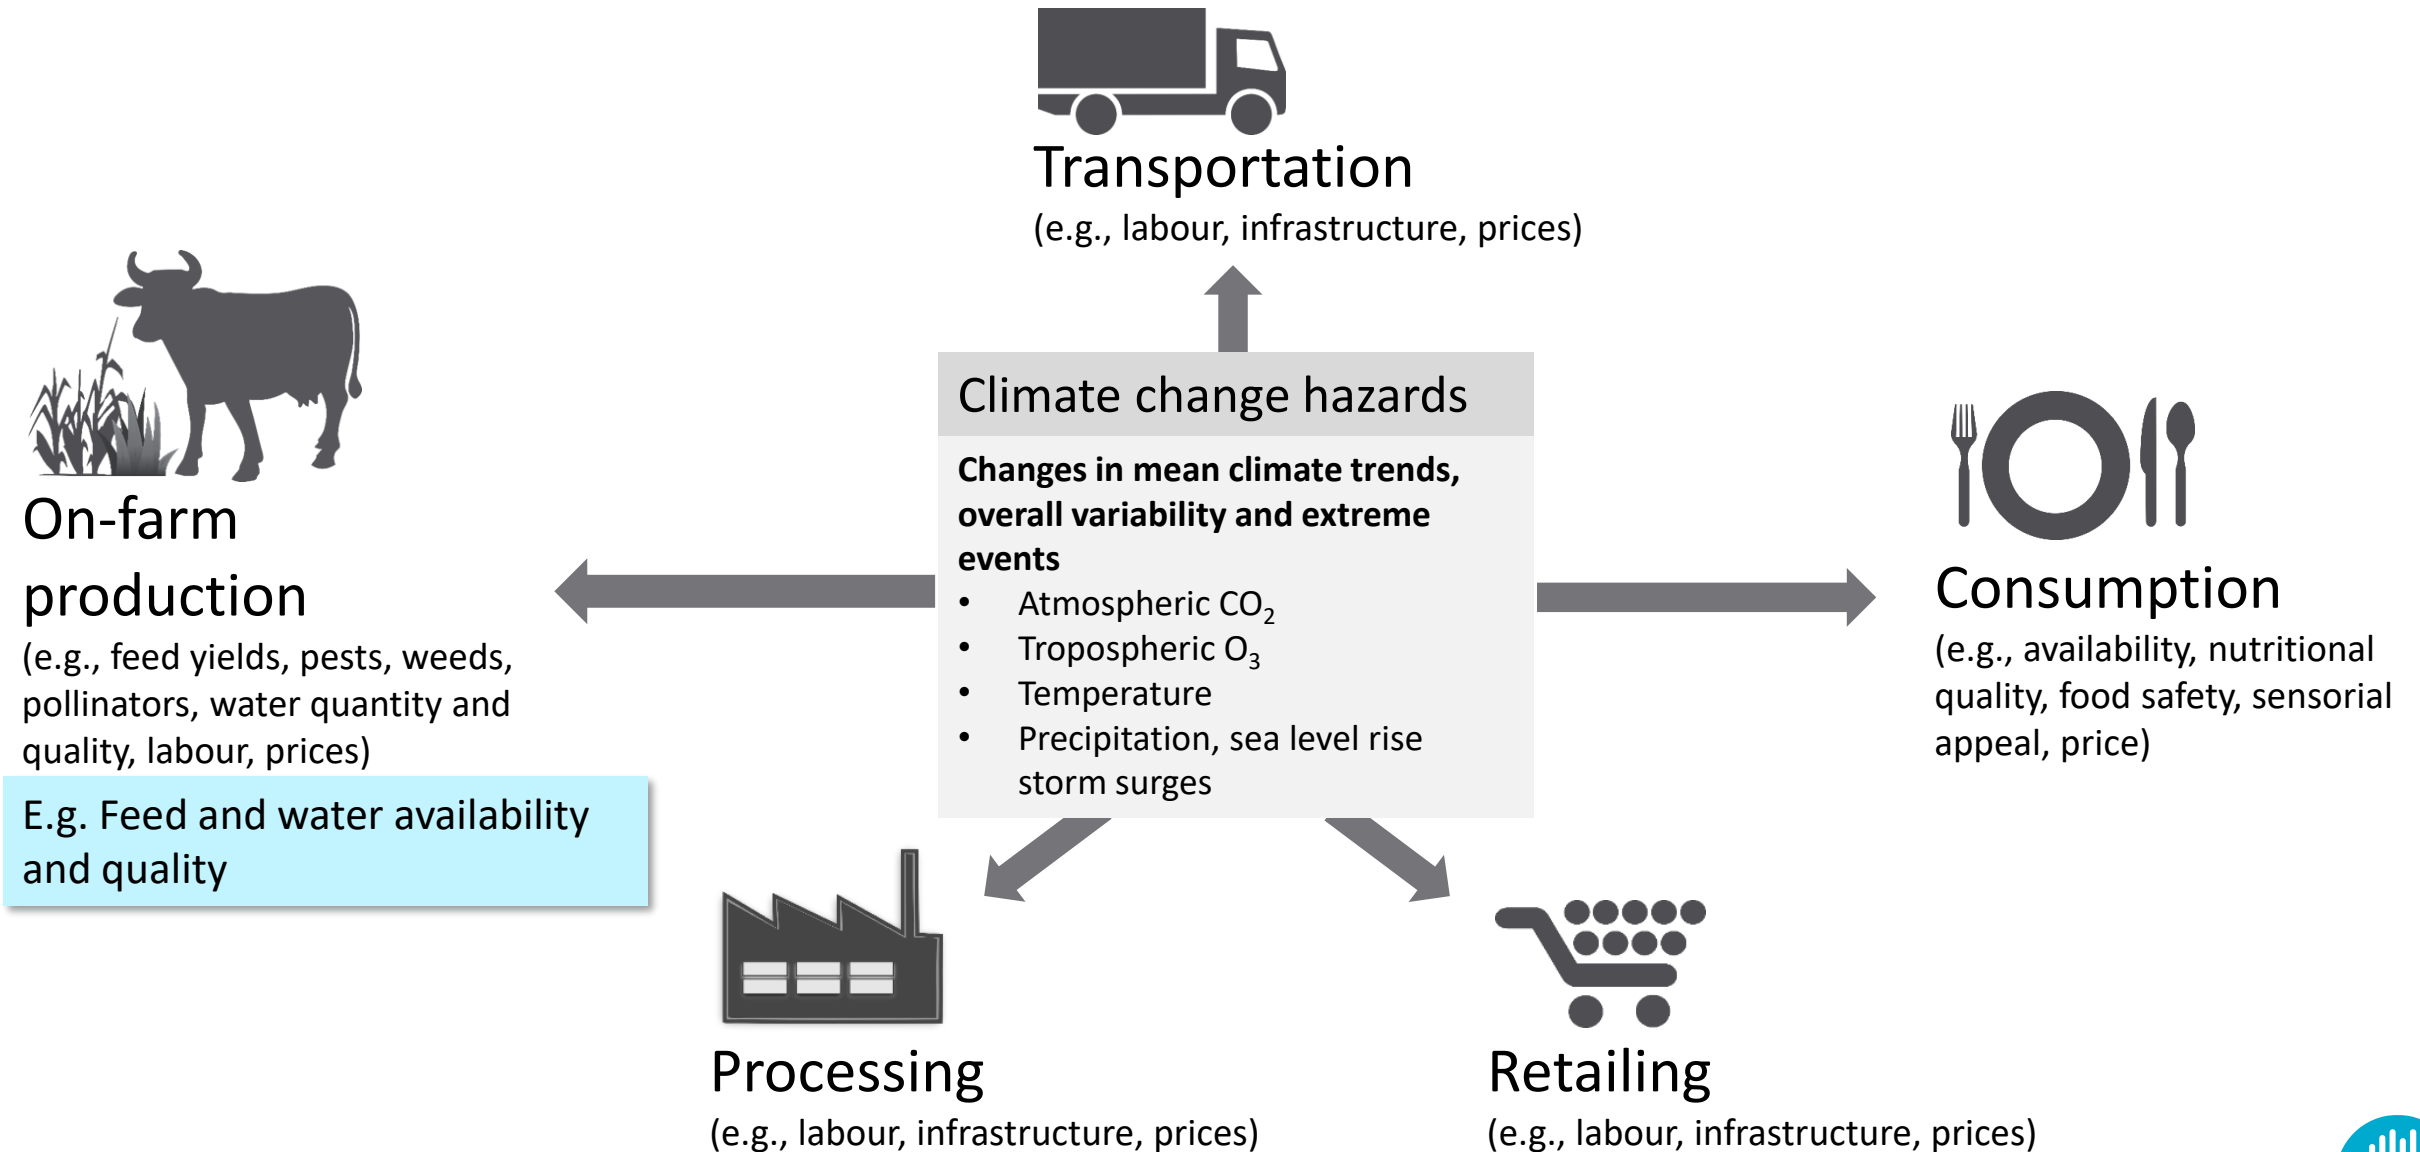 Transportation
(e.g., labour, infrastructure, prices)
On-farm
production
(e.g., feed yields, pests, weeds,
pollinators, water quantity and
quality, labour, prices)
E.g. Feed and water availability
and quality
Climate change hazards
Changes in mean climate trends,
overall variability and extreme
events
• Atmospheric CO₂
• Tropospheric O₃
• Temperature
• Precipitation, sea level rise
storm surges
Consumption
(e.g., availability, nutritional
quality, food safety, sensorial
appeal, price)
Processing
(e.g., labour, infrastructure, prices)
Retailing
(e.g., labour, infrastructure, prices)